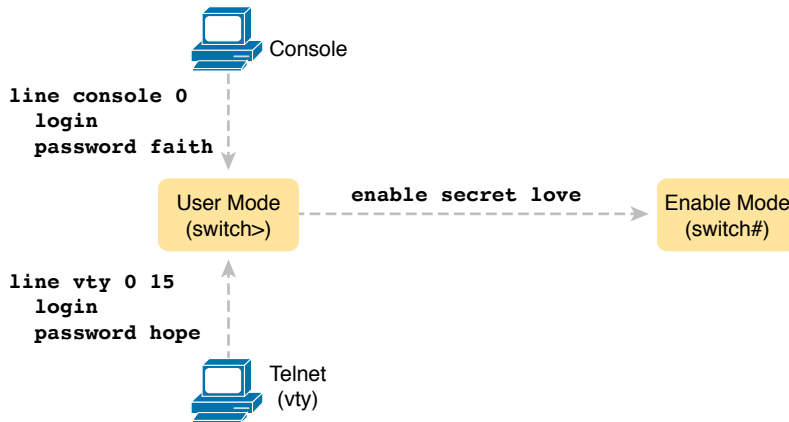 Console
line console 0
login
password faith
User Mode
(switch>)
enable secret love
Enable Mode
(switch#)
line vty 0 15
login
password hope
Telnet
(vty)